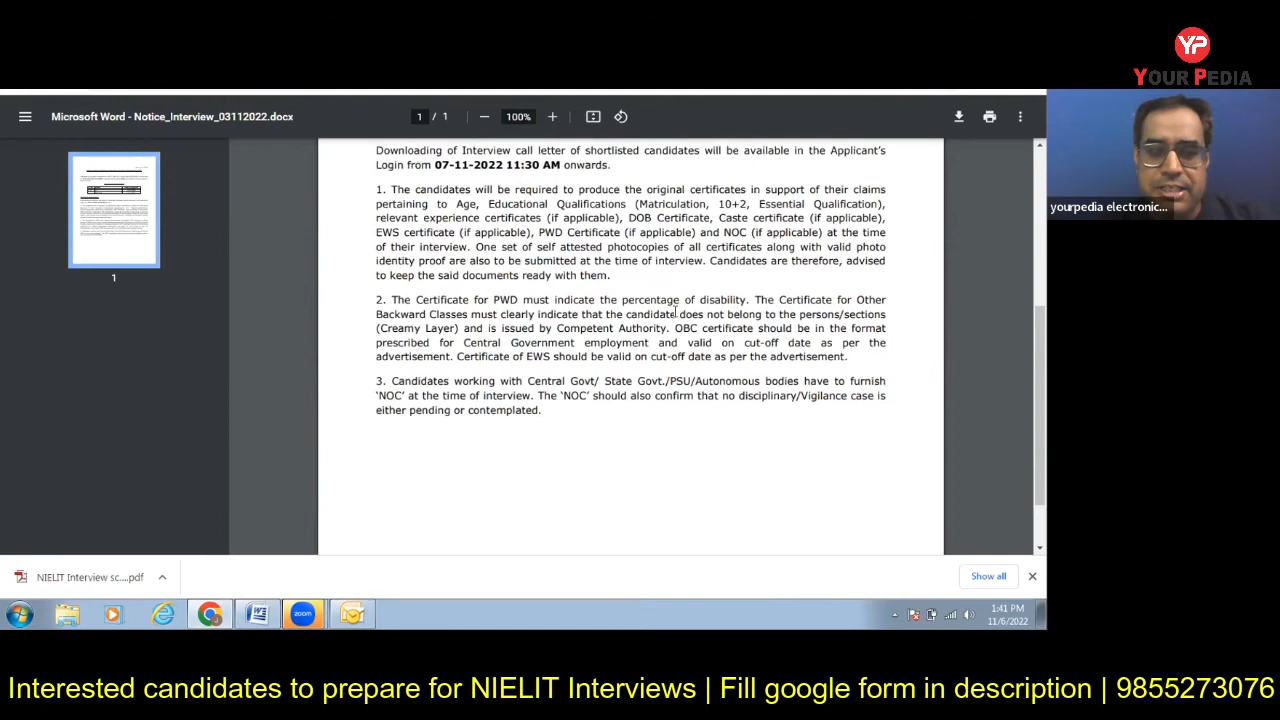 YP
YOUR PEDIA
Microsoft Word - Notice_Interview_03112022.docx
1 / 1
100%
Downloading of Interview call letter of shortlisted candidates will be available in the Applicant's
Login from 07-11-2022 11:30 AM onwards.
1. The candidates will be required to produce the original certificates in support of their claims
pertaining to Age, Educational Qualifications (Matriculation, 10+2, Essential Qualification),
relevant experience certificates (if applicable), DOB Certificate, Caste certificate (if applicable),
EWS certificate (if applicable), PWD Certificate (if applicable) and NOC (if applicable) at the time
of their interview. One set of self attested photocopies of all certificates along with valid photo
identity proof are also to be submitted at the time of interview. Candidates are therefore, advised
to keep the said documents ready with them.
2. The Certificate for PWD must indicate the percentage of disability. The Certificate for Other
Backward Classes must clearly indicate that the candidate does not belong to the persons/sections
(Creamy Layer) and is issued by Competent Authority. OBC certificate should be in the format
prescribed for Central Government employment and valid on cut-off date as per the
advertisement. Certificate of EWS should be valid on cut-off date as per the advertisement.
3. Candidates working with Central Govt/ State Govt./PSU/Autonomous bodies have to furnish
'NOC' at the time of interview. The 'NOC' should also confirm that no disciplinary/Vigilance case is
either pending or contemplated.
1
yourpedia electronic...
NIELIT Interview sc....pdf
Show all
zoom
1:41 PM
11/6/2022
Interested candidates to prepare for NIELIT Interviews | Fill google form in description | 9855273076